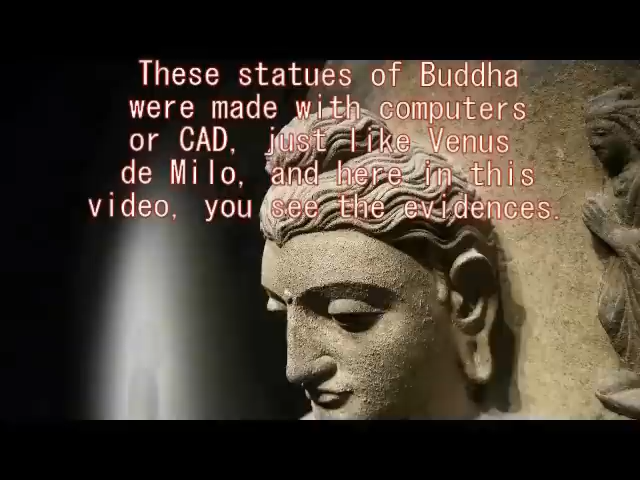 These statues of Buddha
were made with computers
or CAD, just like Venus
de Milo, and here in this
video, you see the evidences.